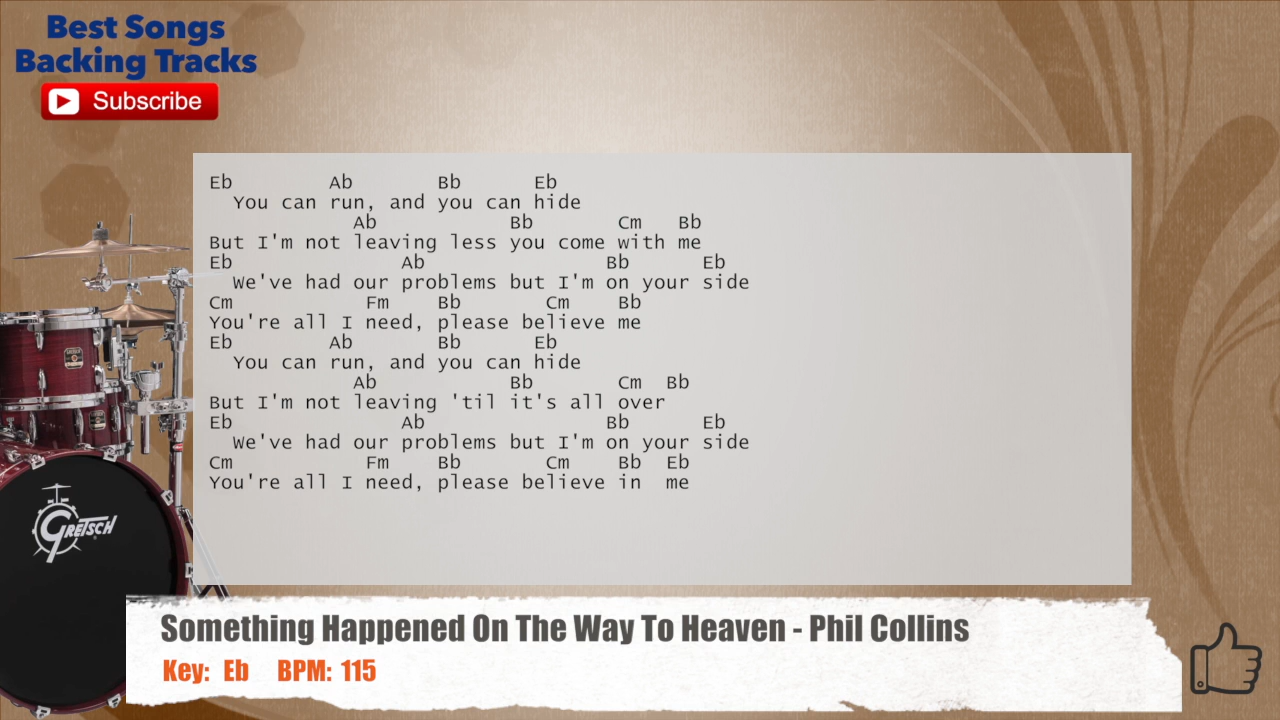 Best Songs
Backing Tracks
Subscribe
Eb        Ab       Bb      Eb
  You can run, and you can hide
            Ab           Bb       Cm   Bb
But I'm not leaving less you come with me
Eb              Ab               Bb      Eb
  We've had our problems but I'm on your side
Cm           Fm    Bb       Cm    Bb
You're all I need, please believe me
Eb        Ab       Bb      Eb
  You can run, and you can hide
            Ab           Bb       Cm  Bb
But I'm not leaving 'til it's all over
Eb              Ab               Bb      Eb
  We've had our problems but I'm on your side
Cm           Fm    Bb       Cm    Bb  Eb
You're all I need, please believe in  me
GRETSCH
Something Happened On The Way To Heaven - Phil Collins
Key: Eb   BPM: 115